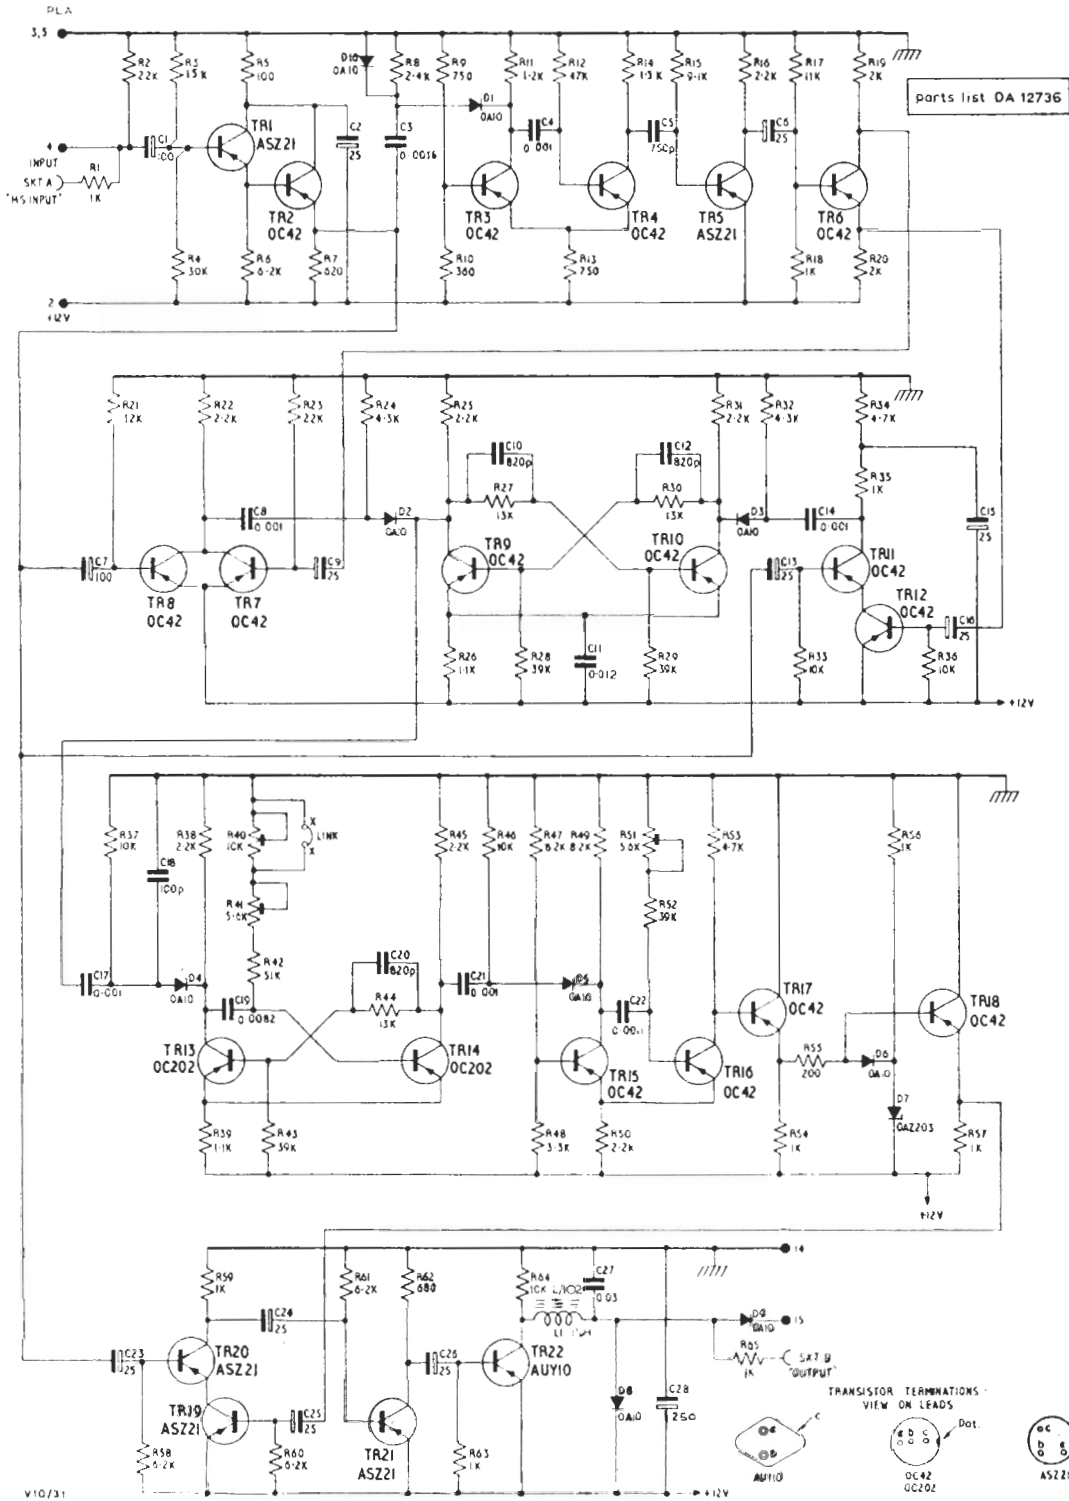 PLA
3,3
R2
22K
R3
15K
R5
100
D10
OA10
R8
2·4K
R9
750
R11
1·2K
R12
47K
R14
1·3K
R15
9·1K
R16
2·2K
R17
11K
R19
2K
parts list DA 12736
D1
OA10
C4
0.001
C5
750p
C6
25
4
INPUT
SKT A
"MS INPUT"
R1
1K
C1
100
TR1
ASZ21
C2
25
C3
0.0036
TR2
OC42
TR3
OC42
TR4
OC42
TR5
ASZ21
TR6
OC42
R4
30K
R6
6·2K
R7
620
R10
360
R13
750
R18
1K
R20
2K
2
+12V
R21
12K
R22
2·2K
R23
22K
R24
4·3K
R25
2·2K
R31
2·2K
R32
4·3K
R34
4·7K
C10
820p
R27
13K
C12
820p
R30
13K
R35
1K
C8
0.001
D2
OA10
D3
OA10
C14
0.001
C15
25
C7
100
TR8
OC42
TR7
OC42
C9
25
TR9
OC42
TR10
OC42
C13
25
TR11
OC42
TR12
OC42
C16
25
R26
1·1K
R28
39K
C11
0.012
R29
39K
R33
10K
R36
10K
+12V
R37
10K
C18
100p
R38
2·2K
R40
10K
X
LINK
X
R41
5·6K
R42
51K
R45
2·2K
R46
10K
R47
8·2K
R49
8·2K
R51
5·6K
R52
39K
R53
4·7K
R56
1K
C17
0.001
D4
OA10
C19
0.0082
C20
820p
R44
13K
C21
0.001
D5
OA10
C22
TR13
OC202
TR14
OC202
TR15
OC42
TR16
OC42
TR17
OC42
R55
200
D6
OA10
TR18
OC42
D7
OAZ203
R39
1·1K
R43
39K
R48
3·3K
R50
2·2K
R54
1K
R57
1K
+12V
R59
1K
R61
6·2K
R62
680
R64
10K
L/102
C27
0.03
14
C24
25
L1
D9
OA10
15
C23
25
TR20
ASZ21
C26
25
TR22
AUY10
R65
1K
SKT B
"OUTPUT"
TR19
ASZ21
C25
25
TR21
ASZ21
D8
OA10
C28
250
R58
6·2K
R60
6·2K
R63
1K
+12V
TRANSISTOR TERMINATIONS
VIEW ON LEADS
C
e
b
AUY10
e b c
Dot.
OC42
OC202
c
b
e
ASZ21
V10/31